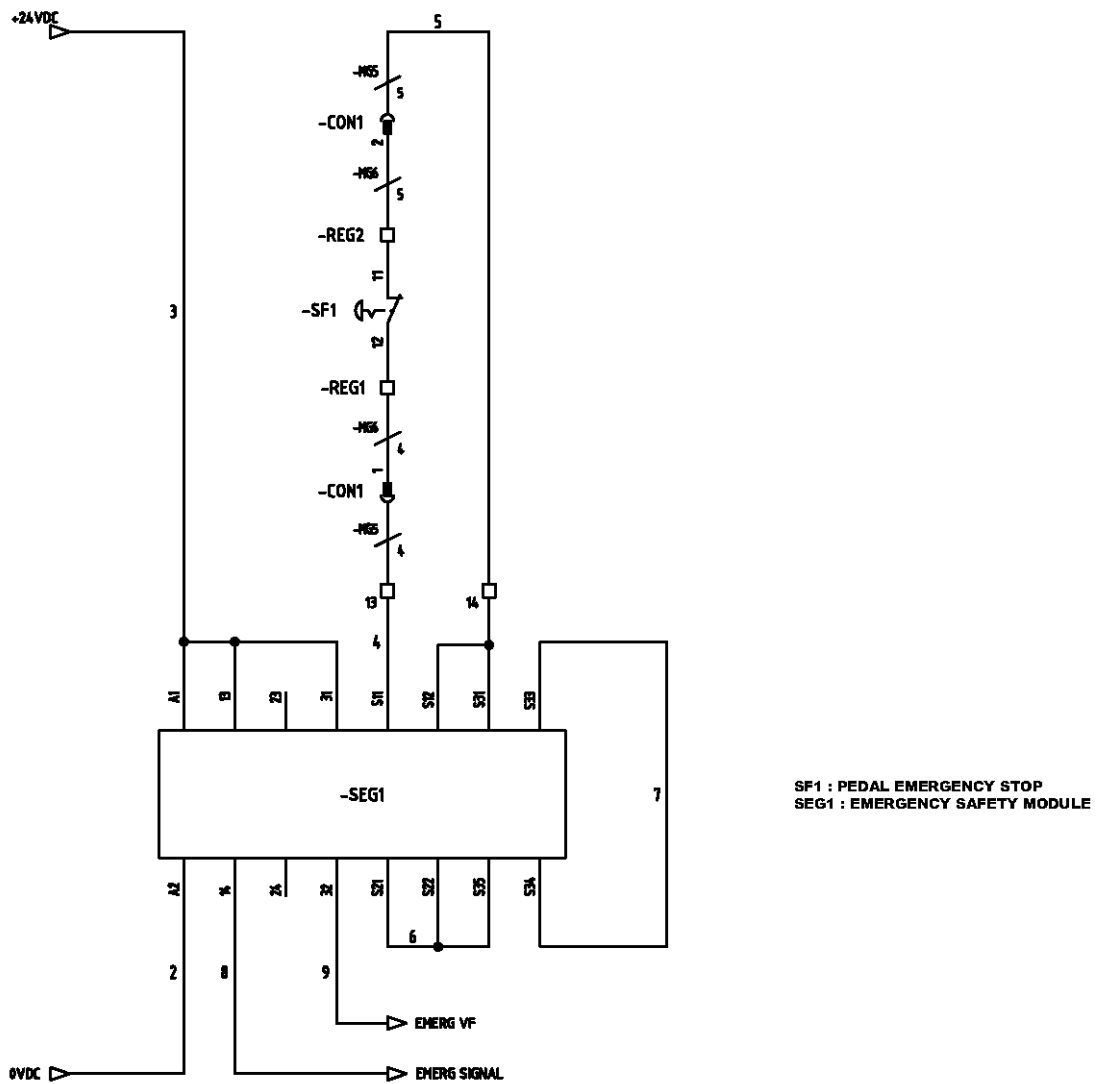 +24VDC
5
-MG5
5
-CON1
2
-MG6
5
-REG2
11
3
-SF1
12
-REG1
-MG6
4
1
-CON1
-MG5
4
13
14
4
A1
13
23
31
S11
S12
S31
S33
-SEG1
7
SF1 : PEDAL EMERGENCY STOP
SEG1 : EMERGENCY SAFETY MODULE
A2
14
24
32
S21
S22
S35
S34
6
2
8
9
EMERG VF
0VDC
EMERG SIGNAL